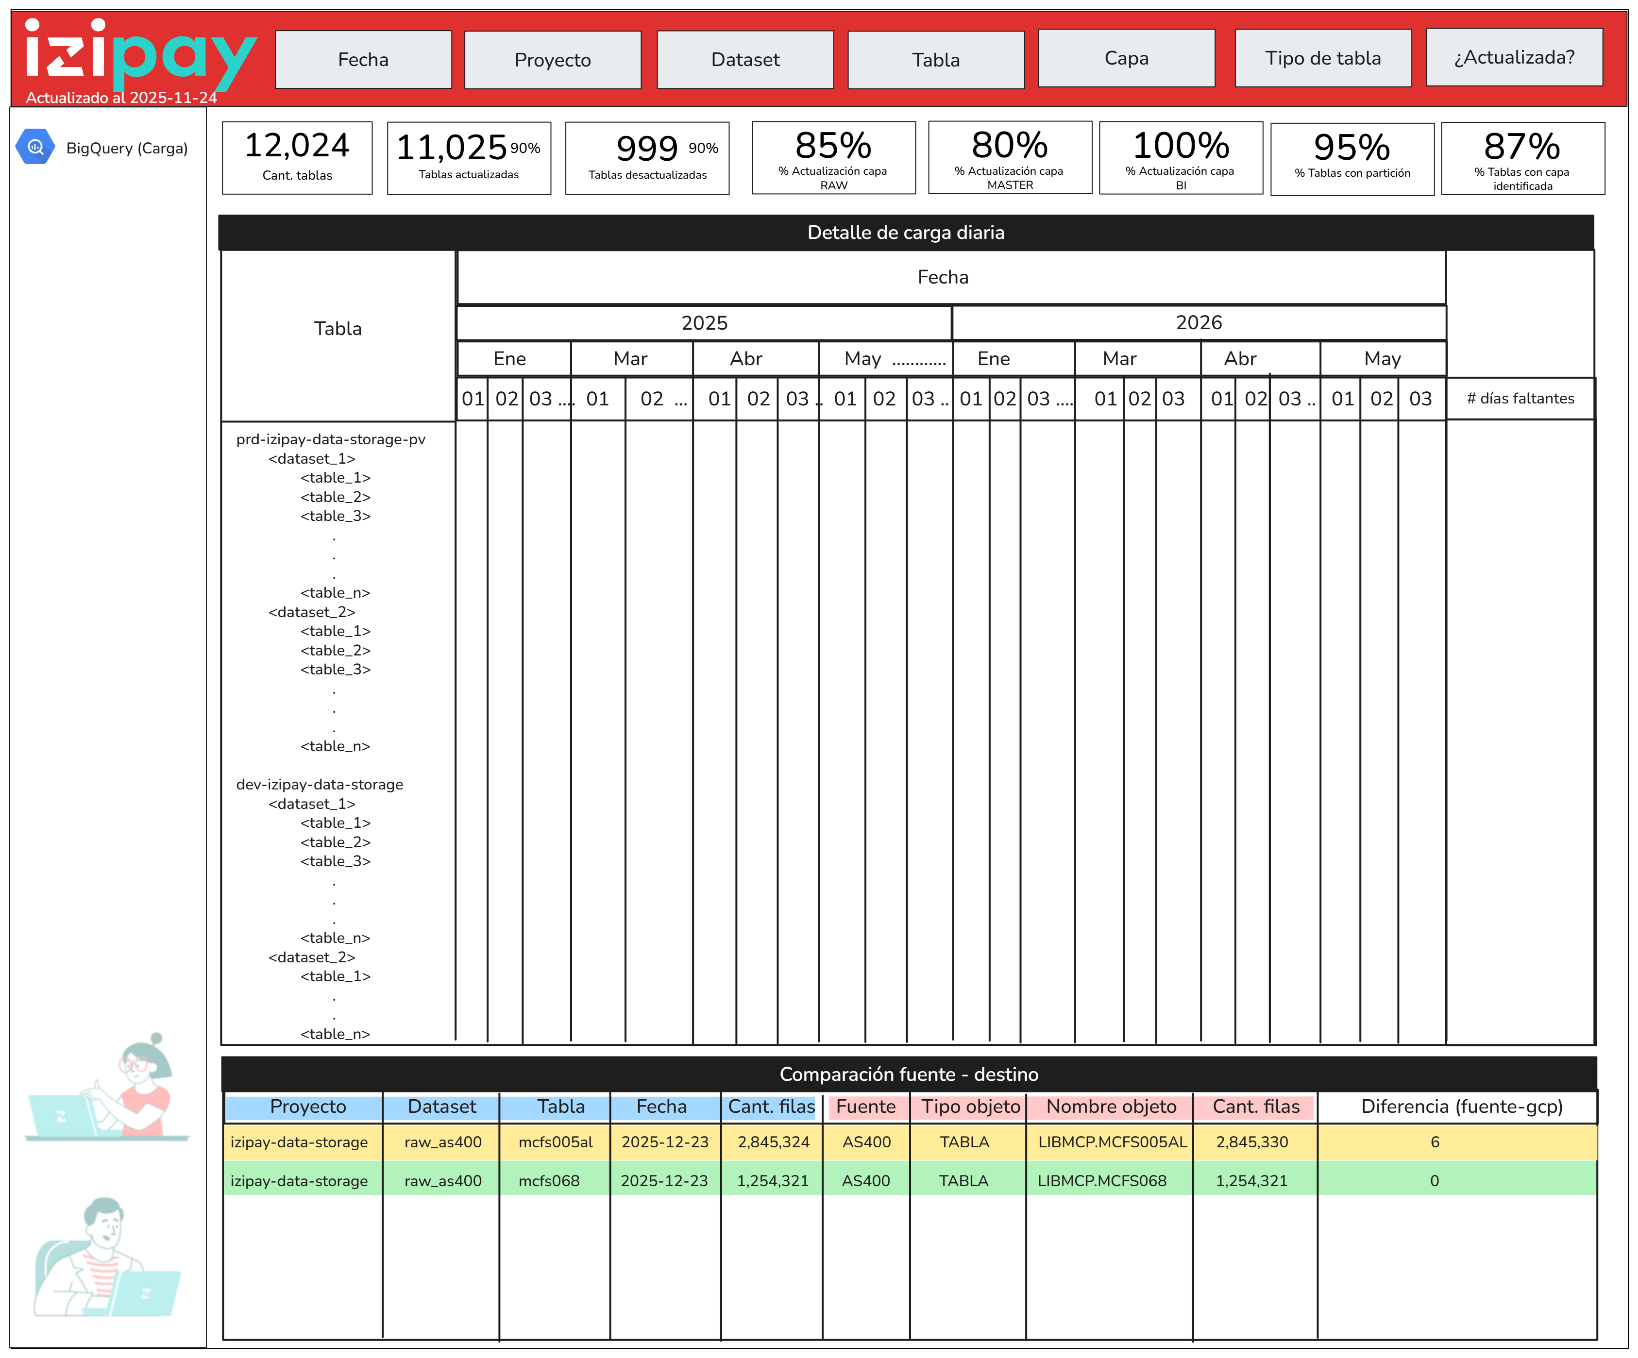 izipay
Actualizado al 2025-11-24
Fecha
Proyecto
Dataset
Tabla
Capa
Tipo de tabla
¿Actualizada?
BigQuery (Carga)
12,024
Cant. tablas
11,025 90%
Tablas actualizadas
999 90%
Tablas desactualizadas
85%
% Actualización capa
RAW
80%
% Actualización capa
MASTER
100%
% Actualización capa
BI
95%
% Tablas con partición
87%
% Tablas con capa
identificada
Detalle de carga diaria
Tabla
Fecha
2025 2026
Ene Mar Abr May ............ Ene Mar Abr May
01 02 03 .... 01 02 ... 01 02 03 .. 01 02 03 .. 01 02 03 .... 01 02 03 01 02 03 .. 01 02 03 # días faltantes
prd-izipay-data-storage-pv
<dataset_1>
<table_1>
<table_2>
<table_3>
.
.
.
<table_n>
<dataset_2>
<table_1>
<table_2>
<table_3>
.
.
.
<table_n>
dev-izipay-data-storage
<dataset_1>
<table_1>
<table_2>
<table_3>
.
.
.
<table_n>
<dataset_2>
<table_1>
.
.
<table_n>
Comparación fuente - destino
Proyecto Dataset Tabla Fecha Cant. filas Fuente Tipo objeto Nombre objeto Cant. filas Diferencia (fuente-gcp)
izipay-data-storage raw_as400 mcfs005al 2025-12-23 2,845,324 AS400 TABLA LIBMCP.MCFS005AL 2,845,330 6
izipay-data-storage raw_as400 mcfs068 2025-12-23 1,254,321 AS400 TABLA LIBMCP.MCFS068 1,254,321 0
z
z